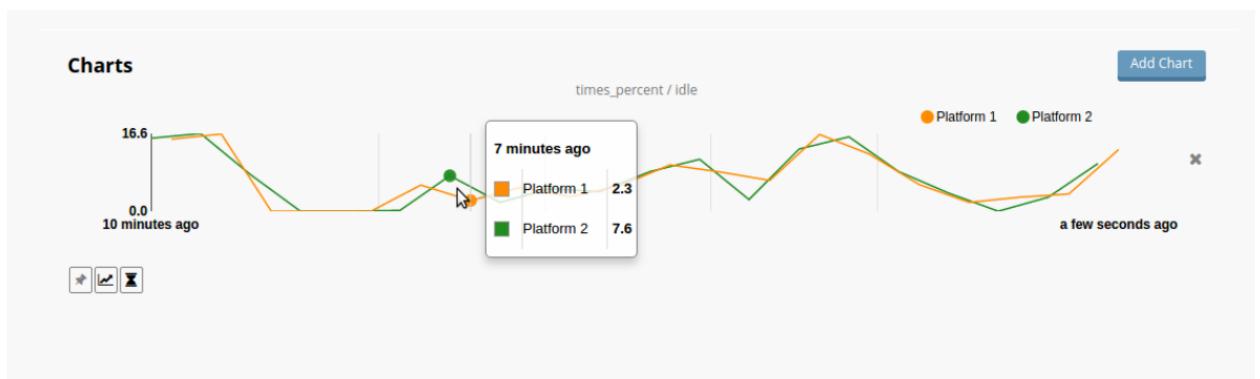 Charts
Add Chart
times_percent / idle
Platform 1 Platform 2
16.6
7 minutes ago
Platform 1 2.3
0.0
Platform 2 7.6
10 minutes ago
a few seconds ago